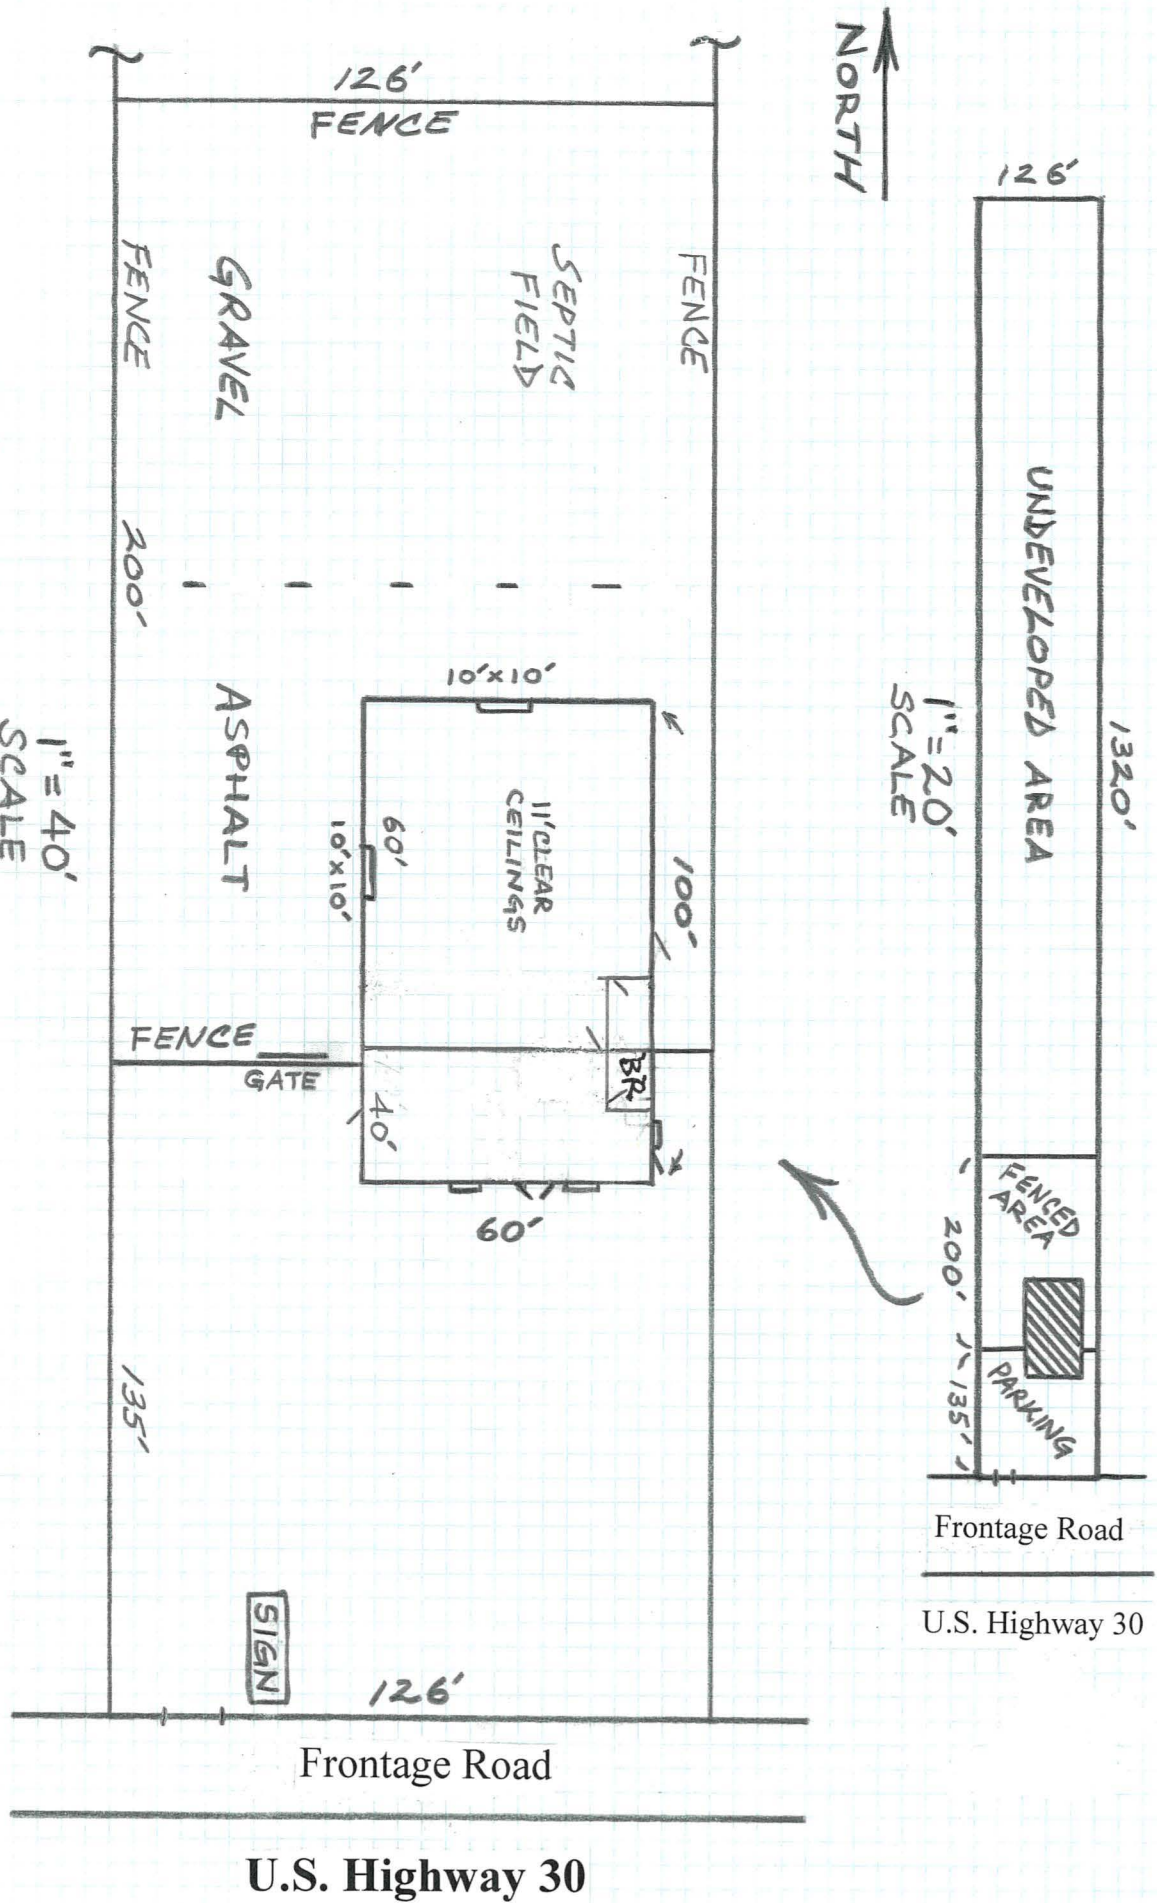 126'
FENCE
FENCE
GRAVEL
SEPTIC
FIELD
FENCE
200'
10'x10'
ASPHALT
11' CLEAR
CEILINGS
60'
10'x10'
100'
1" = 40'
SCALE
FENCE
GATE
BR
40'
60'
135'
SIGN
126'
Frontage Road
U.S. Highway 30
NORTH
126'
UNDEVELOPED AREA
1320'
1" = 20'
SCALE
FENCED
AREA
200'
PARKING
135'
Frontage Road
U.S. Highway 30